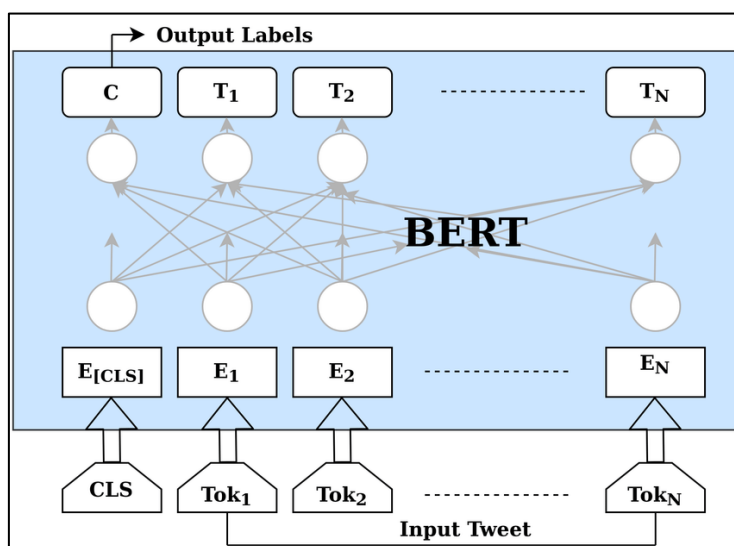 Output Labels
C T1 T2 TN
BERT
E[CLS] E1 E2 EN
CLS Tok1 Tok2 TokN
Input Tweet